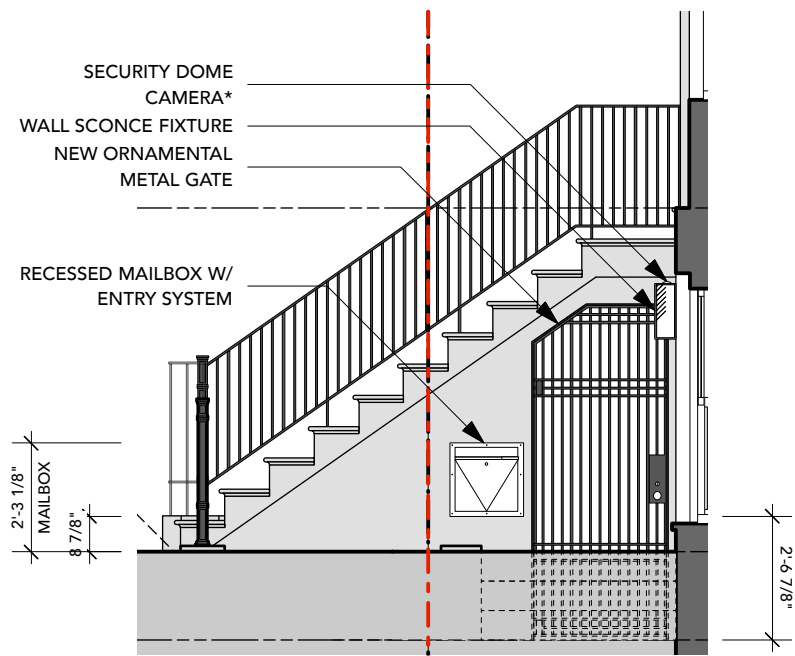 SECURITY DOME
CAMERA*
WALL SCONCE FIXTURE
NEW ORNAMENTAL
METAL GATE
RECESSED MAILBOX W/
ENTRY SYSTEM
2'-3 1/8"
MAILBOX
8 7/8"
2'-6 7/8"